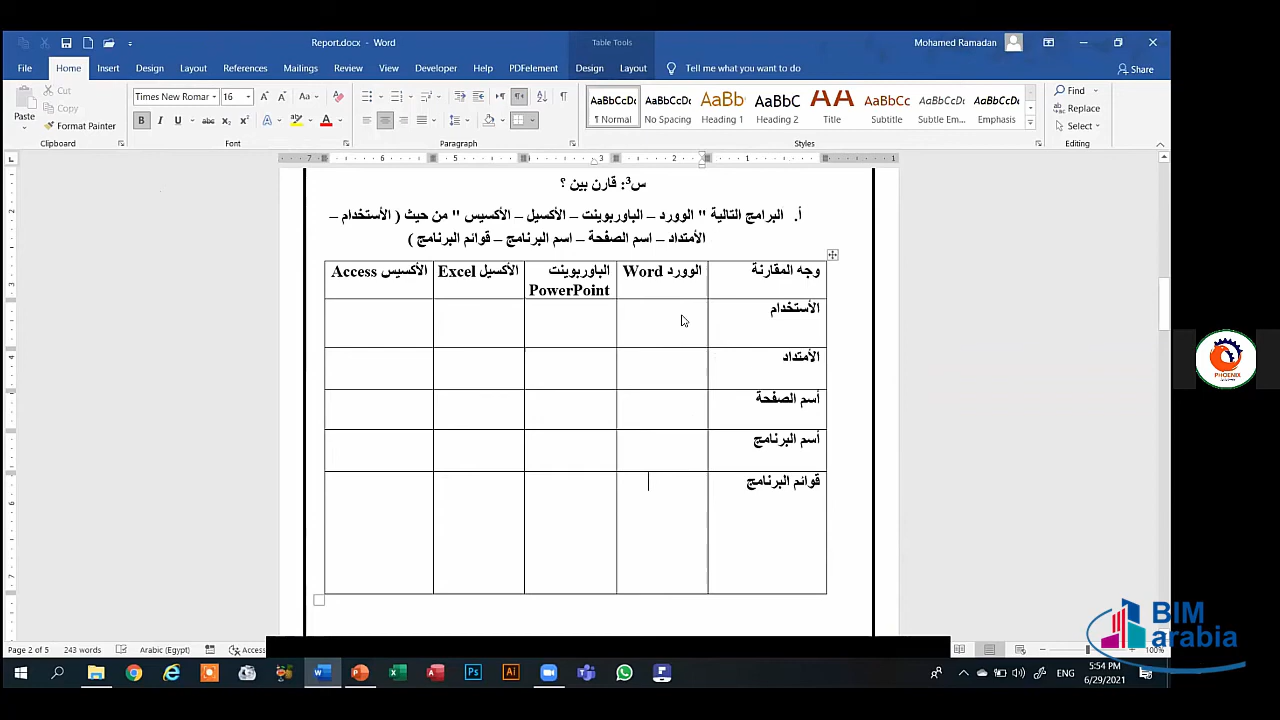 Report.docx - Word
Table Tools
Mohamed Ramadan
File Home Insert Design Layout References Mailings Review View Developer Help PDFelement Design Layout Tell me what you want to do Share
Paste
Cut
Copy
Format Painter
Times New Roman 16
AaBbCcDc AaBbCcDc AaBb AaBbC AABb AaBbCc AaBbCcDc AaBbCcDc
¶ Normal No Spacing Heading 1 Heading 2 Title Subtitle Subtle Em... Emphasis
Find
Replace
Select
Clipboard Font Paragraph Styles Editing
س3: قارن بين ؟
أ. البرامج التالية " الوورد – الباوربوينت – الأكسيل – الأكسيس " من حيث ( الأستخدام –
الأمتداد – اسم الصفحة – اسم البرنامج – قوائم البرنامج )
وجه المقارنة الوورد Word الباوربوينت PowerPoint الأكسيل Excel الأكسيس Access
الأستخدام
الأمتداد
أسم الصفحة
أسم البرنامج
قوائم البرنامج
PHOENIX
BIM
arabia
Page 2 of 5 243 words Arabic (Egypt) Access 100%
ENG
5:54 PM
6/29/2021